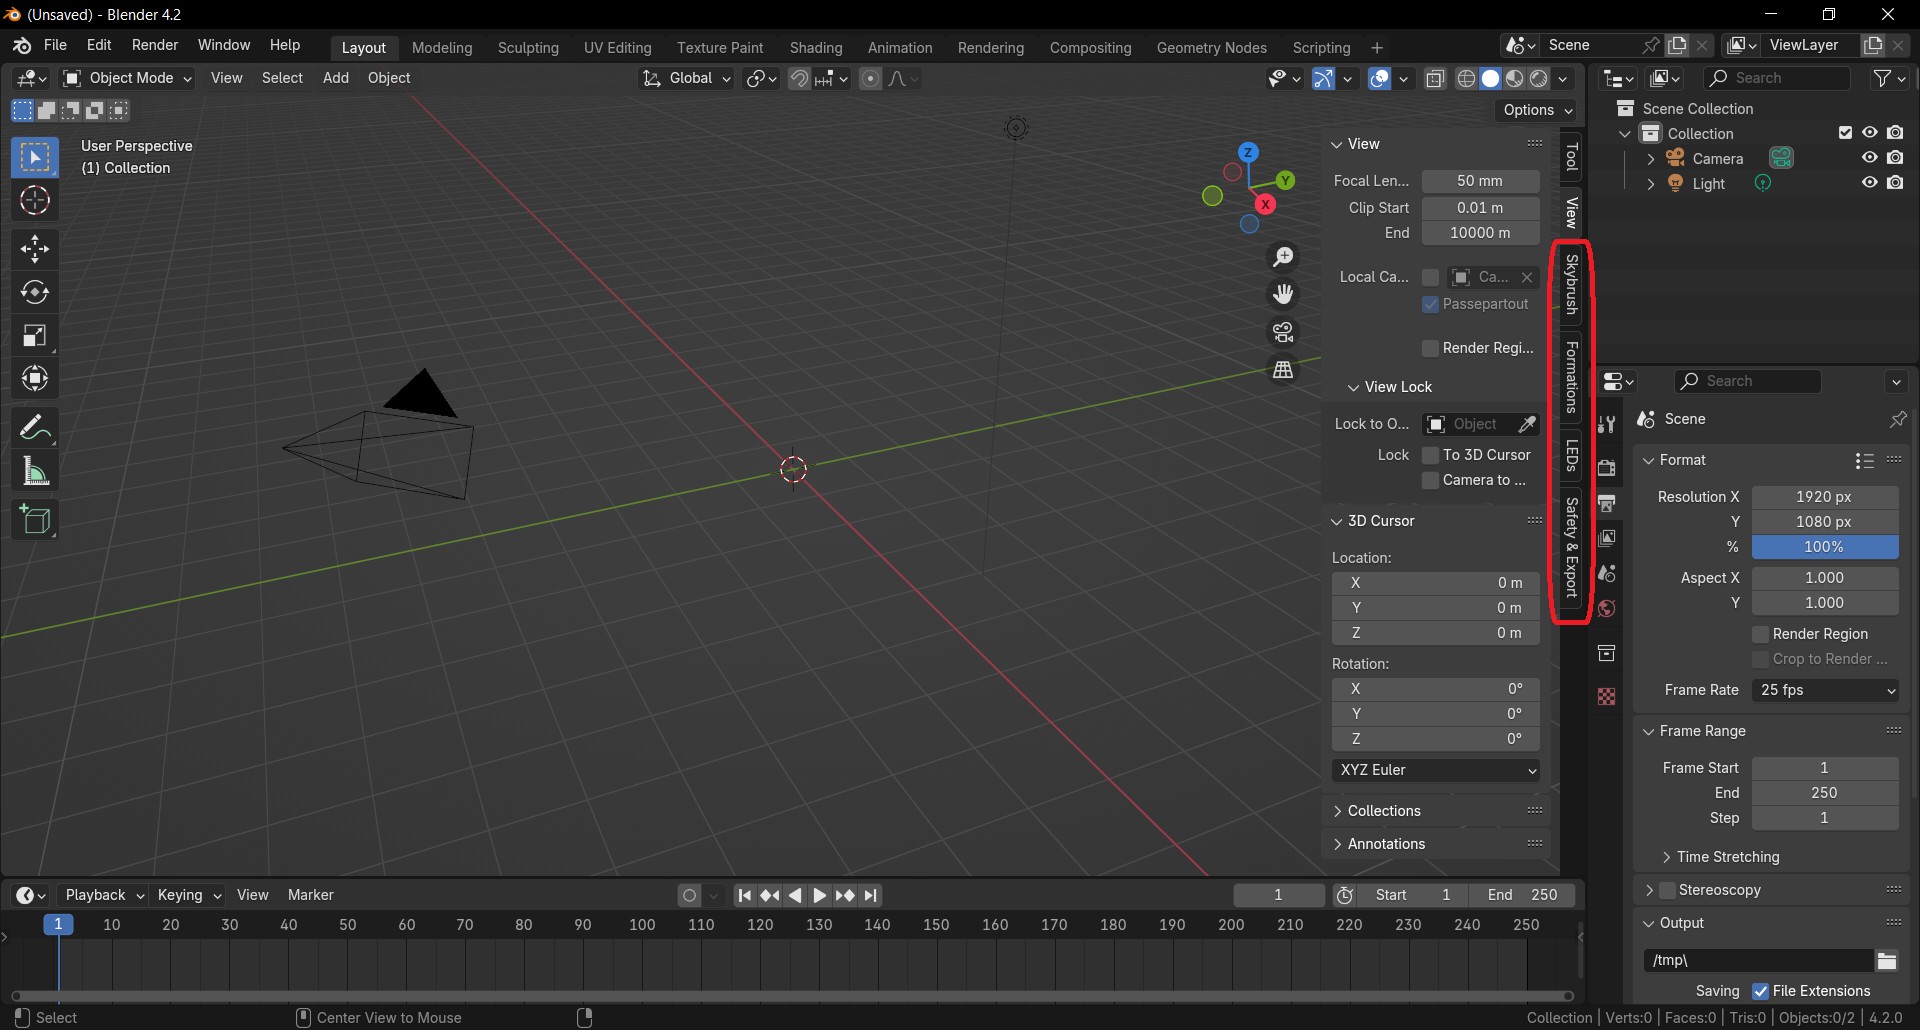 (Unsaved) - Blender 4.2
File Edit Render Window Help Layout Modeling Sculpting UV Editing Texture Paint Shading Animation Rendering Compositing Geometry Nodes Scripting + Scene ViewLayer
Object Mode View Select Add Object Global Search
Options
User Perspective
(1) Collection
Z
Y
X
Tool
View
Skybrush
Formations
LEDs
Safety & Export
View
Focal Len... 50 mm
Clip Start 0.01 m
End 10000 m
Local Ca... Ca...
Passepartout
Render Regi...
View Lock
Lock to O... Object
Lock To 3D Cursor
Camera to ...
3D Cursor
Location:
X 0 m
Y 0 m
Z 0 m
Rotation:
X 0°
Y 0°
Z 0°
XYZ Euler
Collections
Annotations
Scene Collection
Collection
Camera
Light
Search
Scene
Format
Resolution X 1920 px
Y 1080 px
% 100%
Aspect X 1.000
Y 1.000
Render Region
Crop to Render ...
Frame Rate 25 fps
Frame Range
Frame Start 1
End 250
Step 1
Time Stretching
Stereoscopy
Output
/tmp\
Saving File Extensions
Playback Keying View Marker 1 Start 1 End 250
1 10 20 30 40 50 60 70 80 90 100 110 120 130 140 150 160 170 180 190 200 210 220 230 240 250
Select Center View to Mouse Collection | Verts:0 | Faces:0 | Tris:0 | Objects:0/2 | 4.2.0